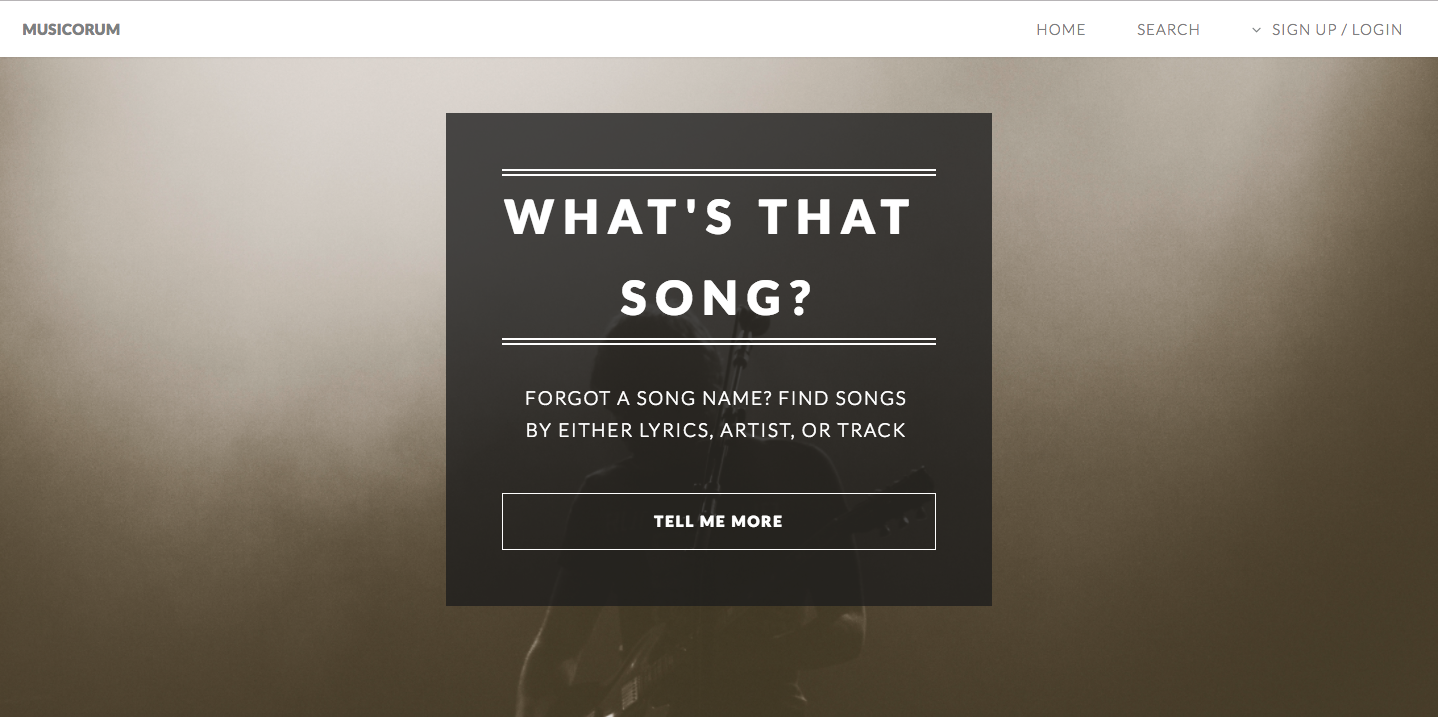 MUSICORUM
HOME
SEARCH
SIGN UP / LOGIN
WHAT'S THAT
SONG?
FORGOT A SONG NAME? FIND SONGS
BY EITHER LYRICS, ARTIST, OR TRACK
TELL ME MORE